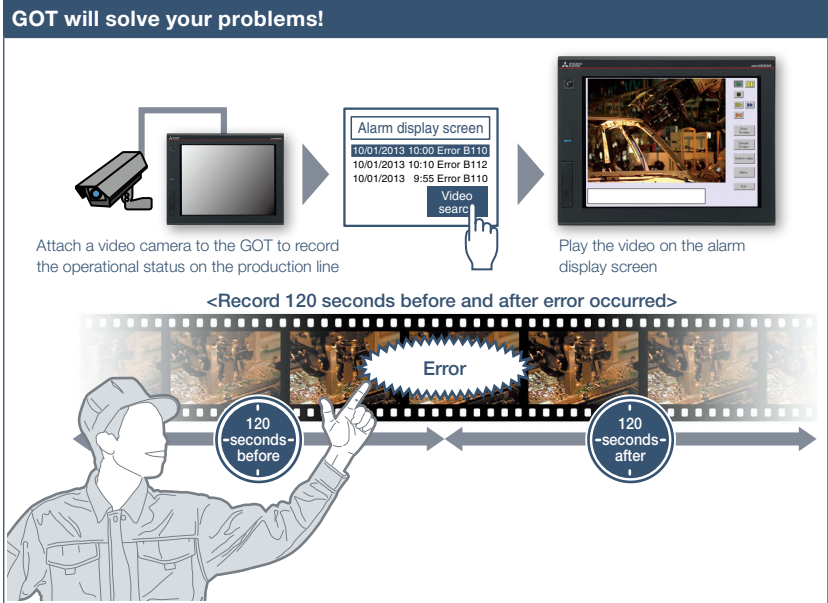 GOT will solve your problems!
Alarm display screen
10/01/2013 10:00 Error B110
10/01/2013 10:10 Error B112
10/01/2013 9:55 Error B110
Video
search
Attach a video camera to the GOT to record
the operational status on the production line
Play the video on the alarm
display screen
<Record 120 seconds before and after error occurred>
Error
120
seconds
before
120
seconds
after